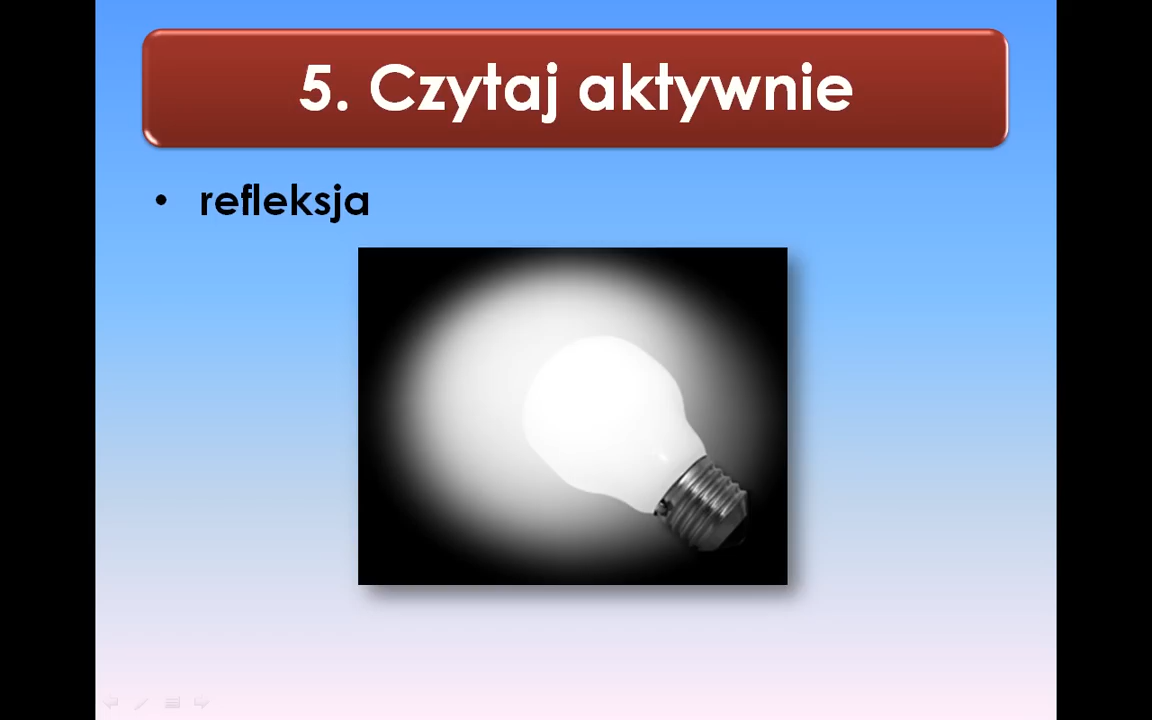 5. Czytaj aktywnie
• refleksja